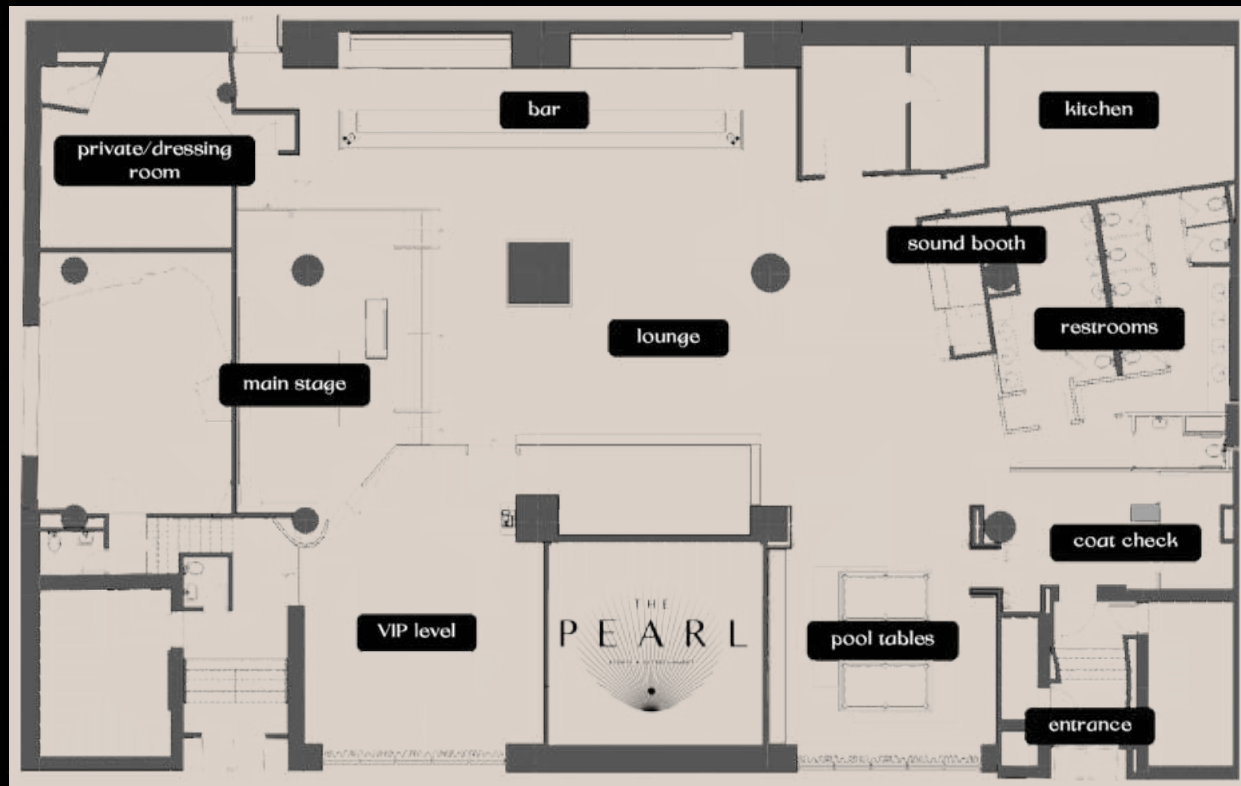 bar
kitchen
private/dressing
room
sound booth
restrooms
lounge
main stage
coat check
THE
PEARL
VIP level
pool tables
entrance